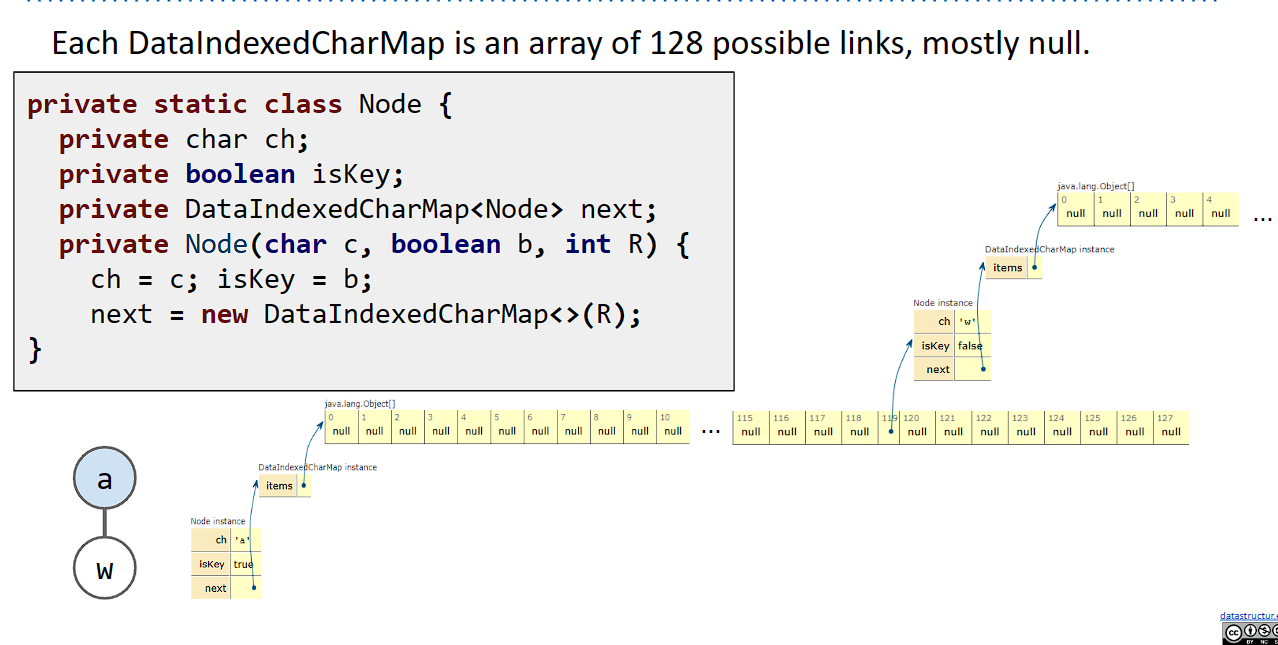 Each DataIndexedCharMap is an array of 128 possible links, mostly null.
private static class Node {
private char ch;
private boolean isKey;
private DataIndexedCharMap<Node> next;
private Node(char c, boolean b, int R) {
ch = c; isKey = b;
next = new DataIndexedCharMap<>(R);
}
java.lang.Object[]
0 1 2 3 4
null null null null null ...
DataIndexedCharMap instance
items
Node instance
ch 'w'
isKey false
next
java.lang.Object[]
0 1 2 3 4 5 6 7 8 9 10
null null null null null null null null null null null ...
115 116 117 118 119 120 121 122 123 124 125 126 127
null null null null null null null null null null null null
DataIndexedCharMap instance
items
Node instance
ch 'a'
isKey true
next
a
w
datastructur.
cc
BY NC